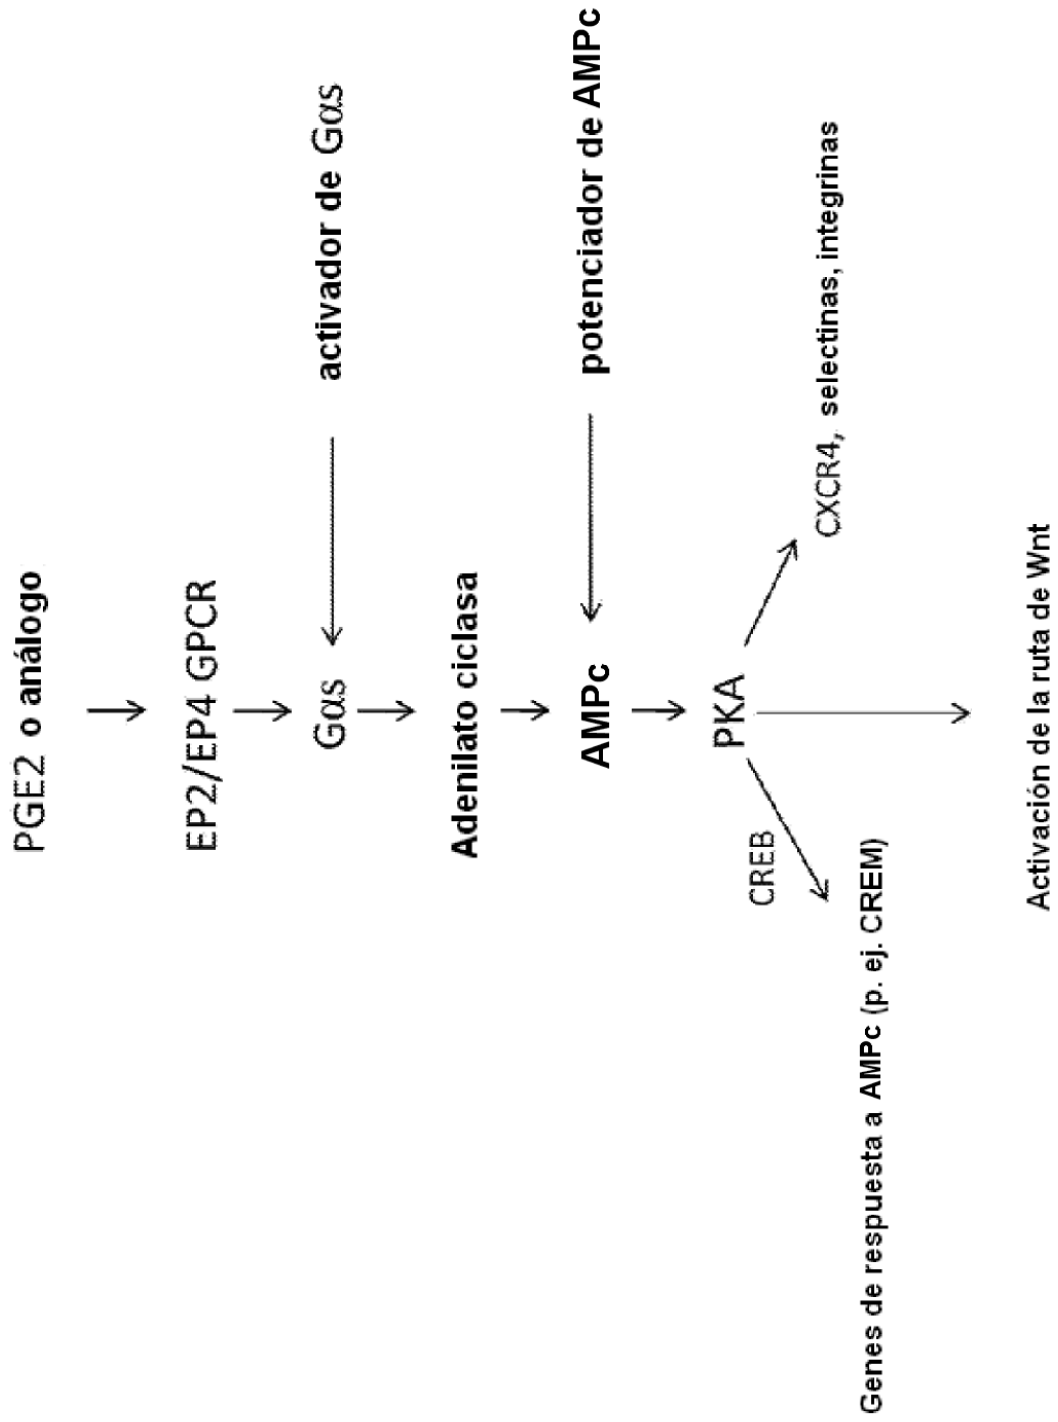 PGE2 o análogo
EP2/EP4 GPCR
Gαs
activador de Gαs
Adenilato ciclasa
AMPc
potenciador de AMPc
PKA
CREB
CXCR4, selectinas, integrinas
Genes de respuesta a AMPc (p. ej. CREM)
Activación de la ruta de Wnt